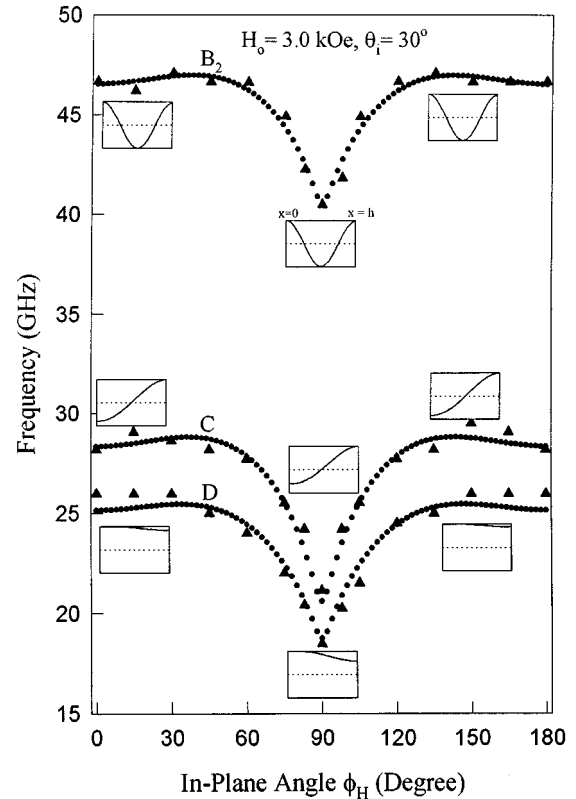 H₀= 3.0 kOe, θᵢ= 30°
B₂
50
45
40
35
30
25
20
15
x=0
x = h
C
D
Frequency (GHz)
0
30
60
90
120
150
180
In-Plane Angle ϕ_H (Degree)